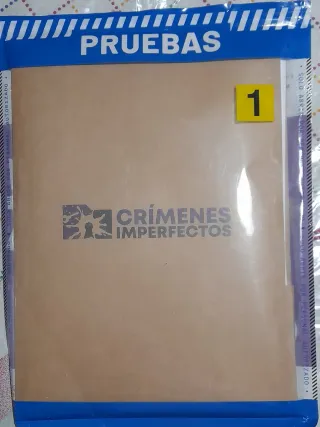 PRUEBAS
1
CRÍMENES
IMPERFECTOS